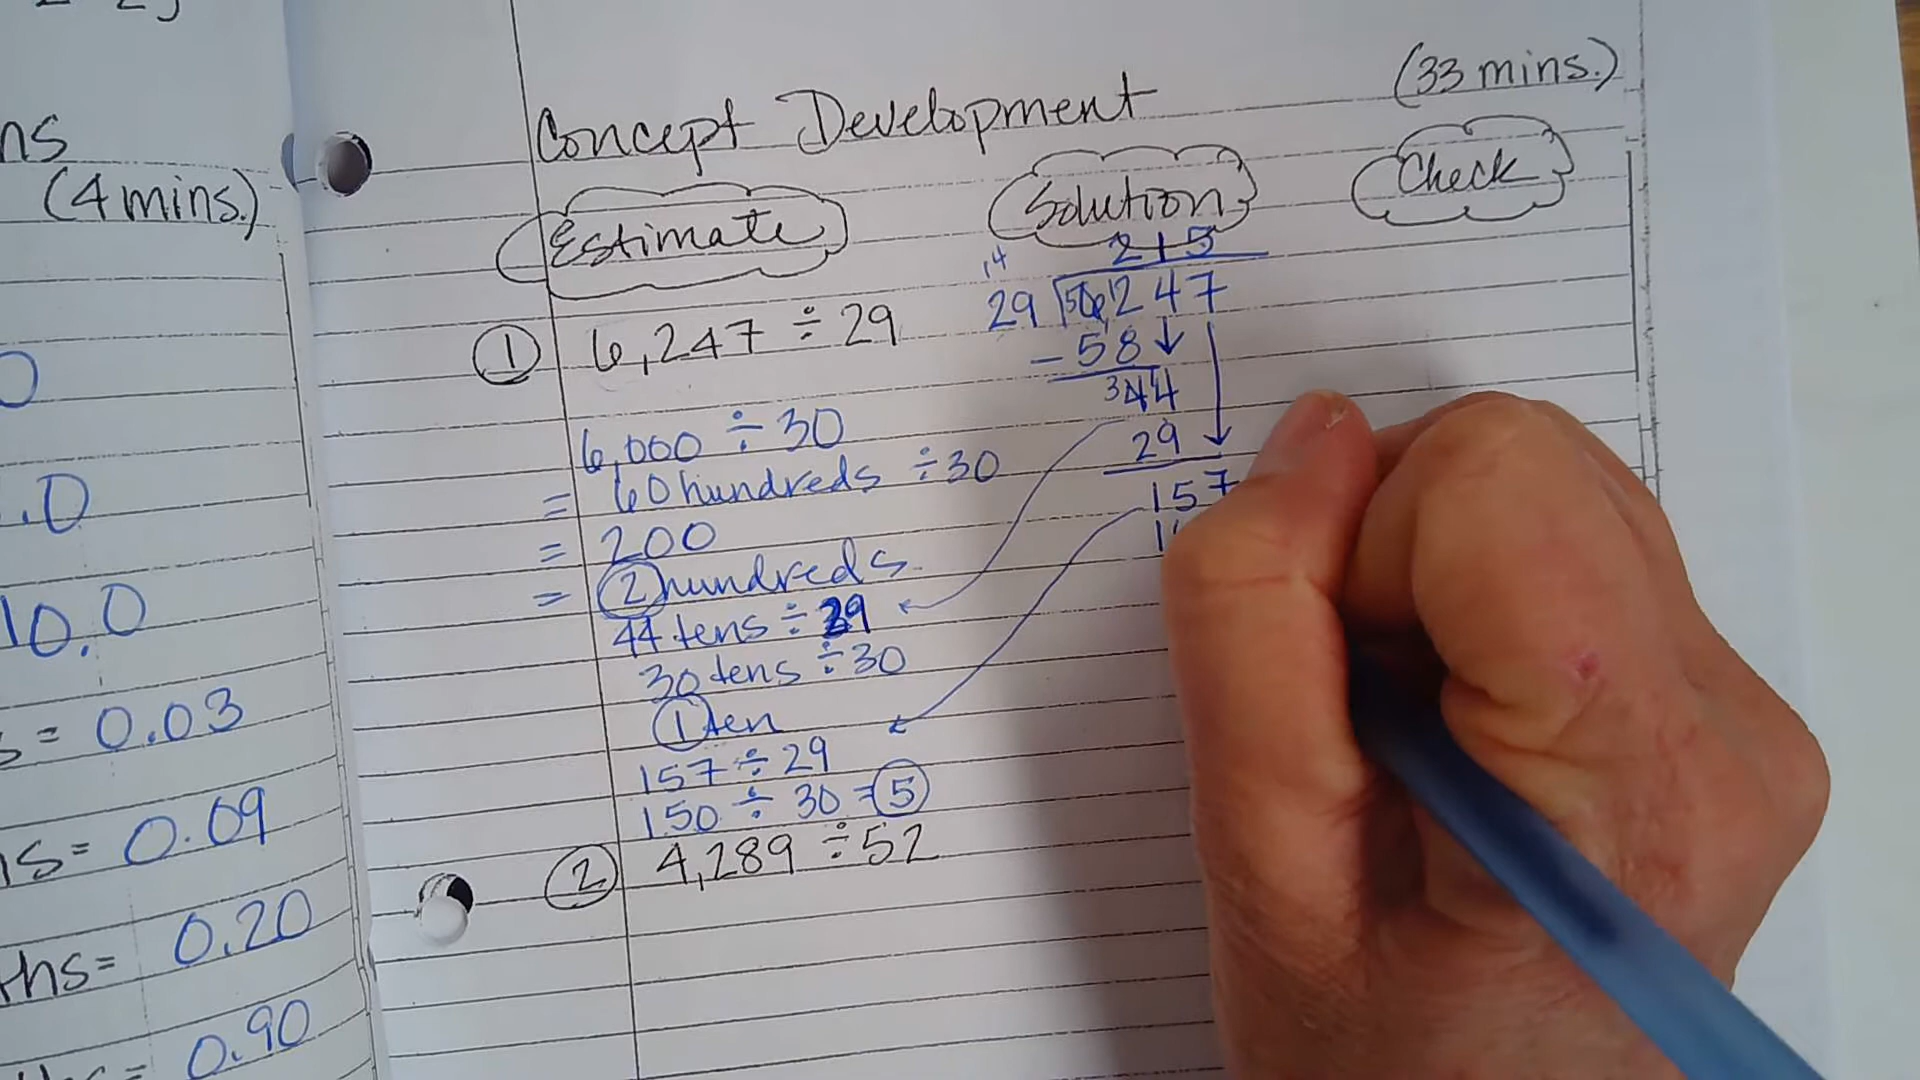 ns
(4 mins.)
0
.0
10.0
= 0.03
s = 0.09
ths = 0.20
0.90
Concept Development (33 mins.)
Estimate
Solution
Check
① 6,247 ÷ 29
6,000 ÷ 30
= 60 hundreds ÷ 30
= 200
= 2 hundreds
44 tens ÷ 29
30 tens ÷ 30
1 ten
157 ÷ 29
150 ÷ 30 = 5
② 4,289 ÷ 52
14
215
29 6,247
- 58
44
29
157